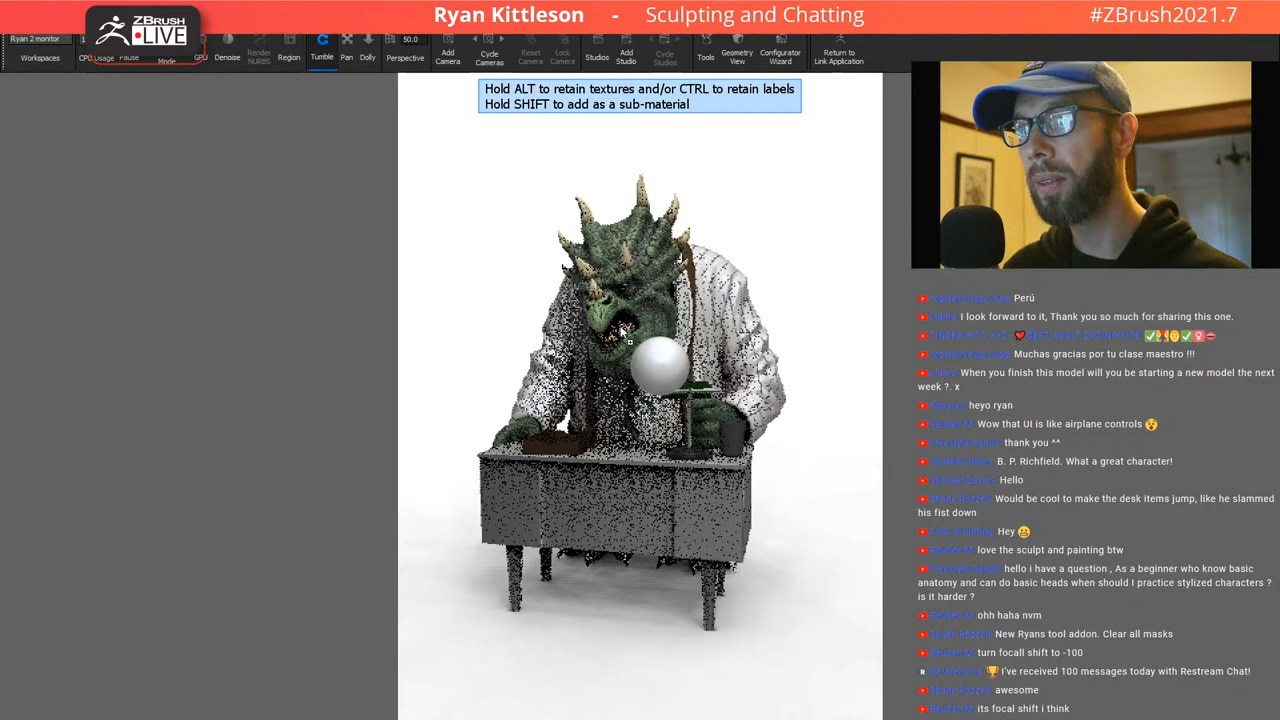 Ryan Kittleson - Sculpting and Chatting #ZBrush2021.7
ZBRUSH
LIVE
Ryan 2 monitor
50.0
Workspaces
CPU Usage
Pause
Mode
GPU
Denoise
Render
NURBS
Region
Tumble
Pan
Dolly
Perspective
Add
Camera
Cycle
Cameras
Reset
Camera
Lock
Camera
Studios
Add
Studio
Cycle
Studios
Tools
Geometry
View
Configurator
Wizard
Return to
Link Application
Hold ALT to retain textures and/or CTRL to retain labels
Hold SHIFT to add as a sub-material
Perú
I look forward to it, Thank you so much for sharing this one.
Muchas gracias por tu clase maestro !!!
When you finish this model will you be starting a new model the next
week ?. x
heyo ryan
Wow that UI is like airplane controls 😯
thank you ^^
B. P. Richfield. What a great character!
Hello
Would be cool to make the desk items jump, like he slammed
his fist down
Hey 😬
love the sculpt and painting btw
hello i have a question , As a beginner who know basic
anatomy and can do basic heads when should I practice stylized characters ?
is it harder ?
ohh haha nvm
New Ryans tool addon. Clear all masks
turn focall shift to -100
R 🏆 I've received 100 messages today with Restream Chat!
awesome
its focal shift i think